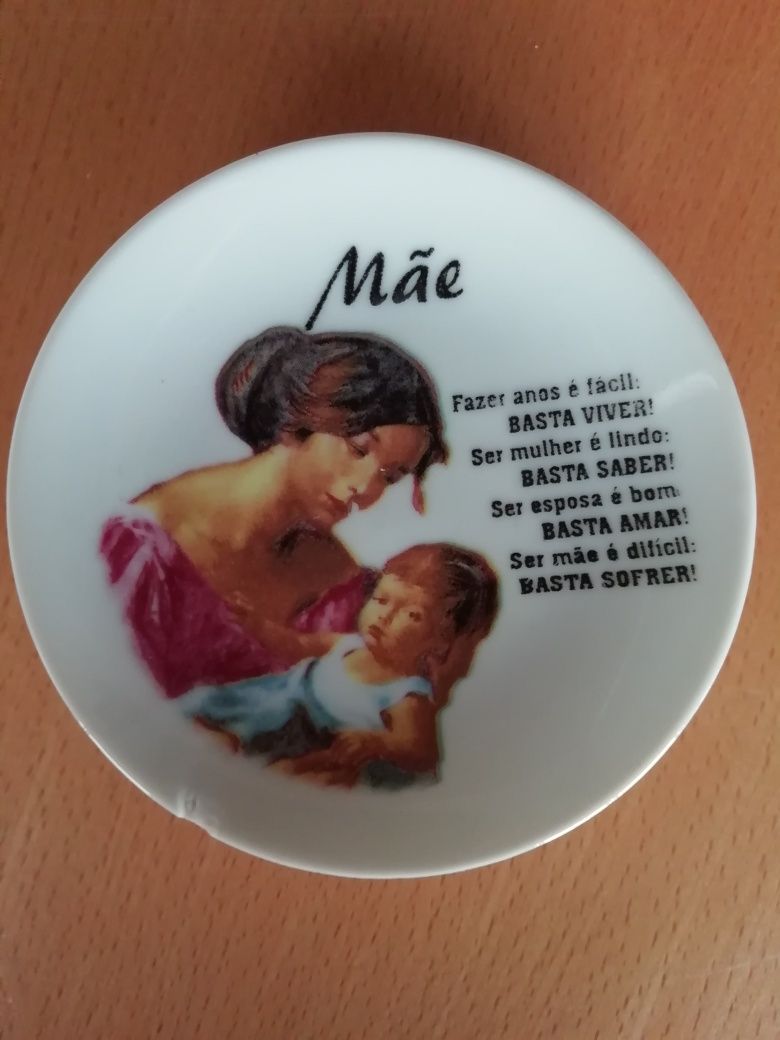 Mãe
Fazer anos é fácil:
BASTA VIVER!
Ser mulher é lindo:
BASTA SABER!
Ser esposa é bom
BASTA AMAR!
Ser mãe é difícil:
BASTA SOFRER!